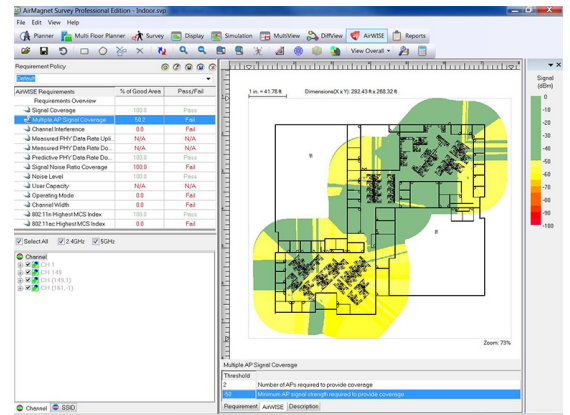 AirMagnet Survey Professional Edition - Indoor.svp
File Edit View Help
Planner Multi Floor Planner Survey Display Simulation MultiView DiffView AirWISE Reports
View Overall
Requirement Policy
Default
AirWISE Requirements % of Good Area Pass/Fail
Requirements Overview
Signal Coverage 100.0 Pass
Multiple AP Signal Coverage 59.2 Fail
Channel Interference 0.0 Fail
Measured PHY Data Rate Upli... N/A N/A
Measured PHY Data Rate Do... N/A N/A
Predictive PHY Data Rate Do... 100.0 Pass
Signal Noise Ratio Coverage 100.0 Fail
Noise Level 100.0 Pass
User Capacity N/A N/A
Operating Mode 0.0 Fail
Channel Width 0.0 Fail
802.11n Highest MCS Index 100.0 Pass
802.11ac Highest MCS Index 100.0 Pass
Select All 2.4GHz 5GHz
Channel
CH 1
CH 149
CH (149,1)
CH (161,-1)
Channel SSID
1 in. = 41.78 ft Dimensions(X x Y): 292.43 ft x 268.32 ft
ft
ft
Zoom: 73%
Multiple AP Signal Coverage
Threshold
2 Number of APs required to provide coverage
-50 Minimum AP signal strength required to provide coverage
Requirement AirWISE Description
Signal
(dBm)
0
-10
-20
-30
-40
-50
-60
-70
-80
-90
-100